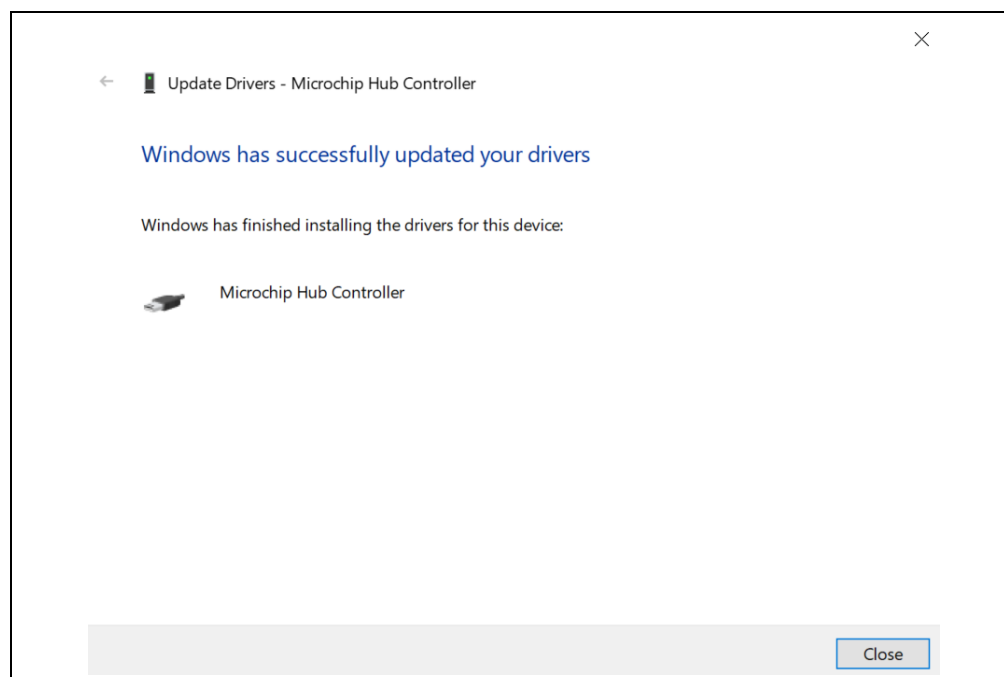 Update Drivers - Microchip Hub Controller
Windows has successfully updated your drivers
Windows has finished installing the drivers for this device:
Microchip Hub Controller
Close